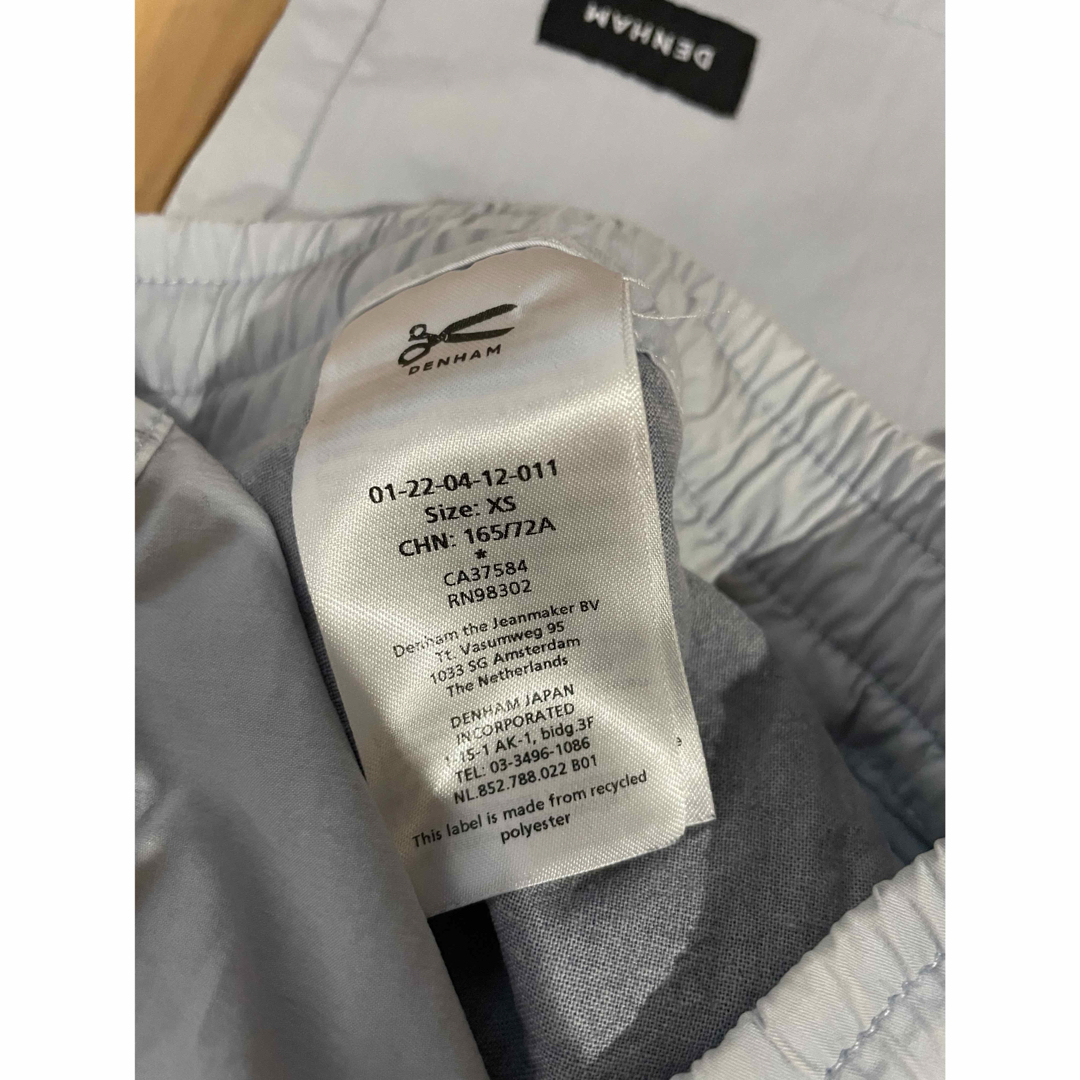 DENHAM
DENHAM
01-22-04-12-011
Size: XS
CHN: 165/72A
*
CA37584
RN98302
Denham the Jeanmaker BV
Tt. Vasumweg 95
1033 SG Amsterdam
The Netherlands
DENHAM JAPAN
INCORPORATED
1-15-1 AK-1, bidg.3F
TEL: 03-3496-1086
NL.852.788.022 B01
This label is made from recycled
polyester